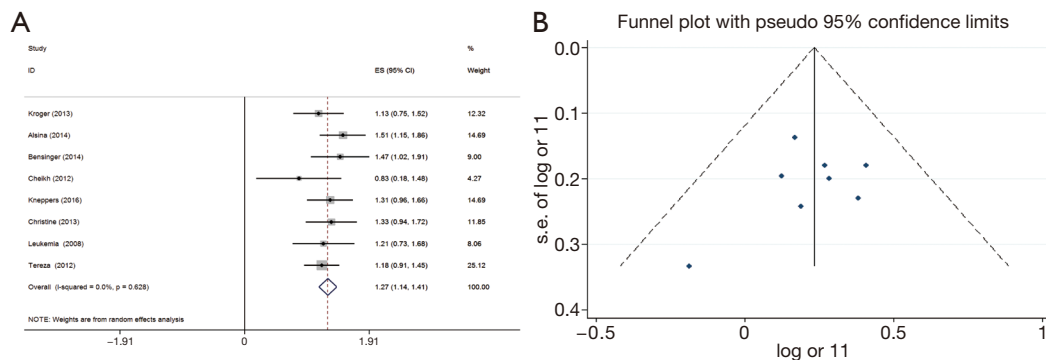 A
Study
%
ID
ES (95% CI)
Weight
Kroger (2013)
1.13 (0.75, 1.52)
12.32
Alsina (2014)
1.51 (1.15, 1.86)
14.69
Bensinger (2014)
1.47 (1.02, 1.91)
9.00
Cheikh (2012)
0.83 (0.18, 1.48)
4.27
Kneppers (2016)
1.31 (0.96, 1.66)
14.69
Christine (2013)
1.33 (0.94, 1.72)
11.85
Leukemia (2008)
1.21 (0.73, 1.68)
8.06
Tereza (2012)
1.18 (0.91, 1.45)
25.12
Overall (I-squared = 0.0%, p = 0.628)
1.27 (1.14, 1.41)
100.00
NOTE: Weights are from random effects analysis
−1.91
0
1.91
B
Funnel plot with pseudo 95% confidence limits
s.e. of log or 11
0.0
0.1
0.2
0.3
0.4
−0.5
0
0.5
1
log or 11